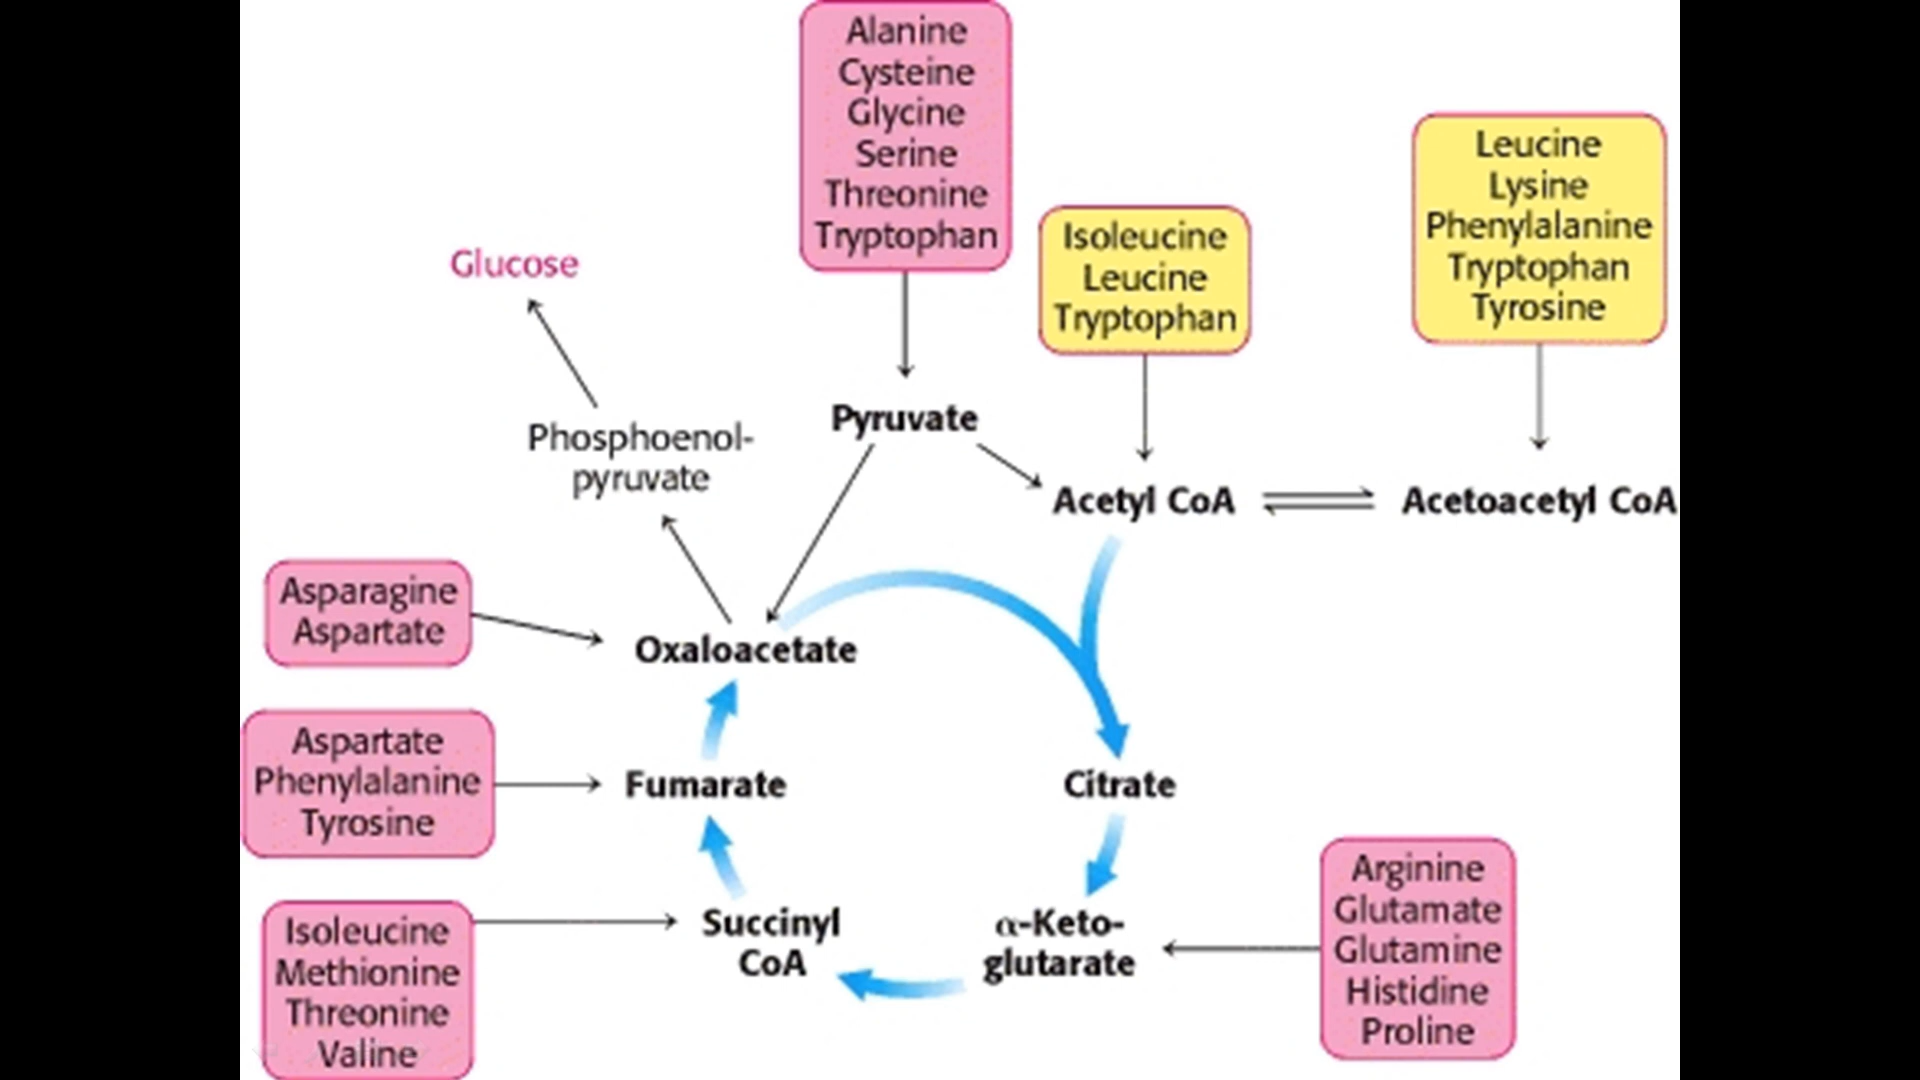 Alanine
Cysteine
Glycine
Serine
Threonine
Tryptophan
Leucine
Lysine
Phenylalanine
Tryptophan
Tyrosine
Isoleucine
Leucine
Tryptophan
Glucose
Pyruvate
Phosphoenol-
pyruvate
Acetyl CoA
Acetoacetyl CoA
Asparagine
Aspartate
Oxaloacetate
Aspartate
Phenylalanine
Tyrosine
Fumarate
Citrate
Isoleucine
Methionine
Threonine
Valine
Succinyl
CoA
α-Keto-
glutarate
Arginine
Glutamate
Glutamine
Histidine
Proline